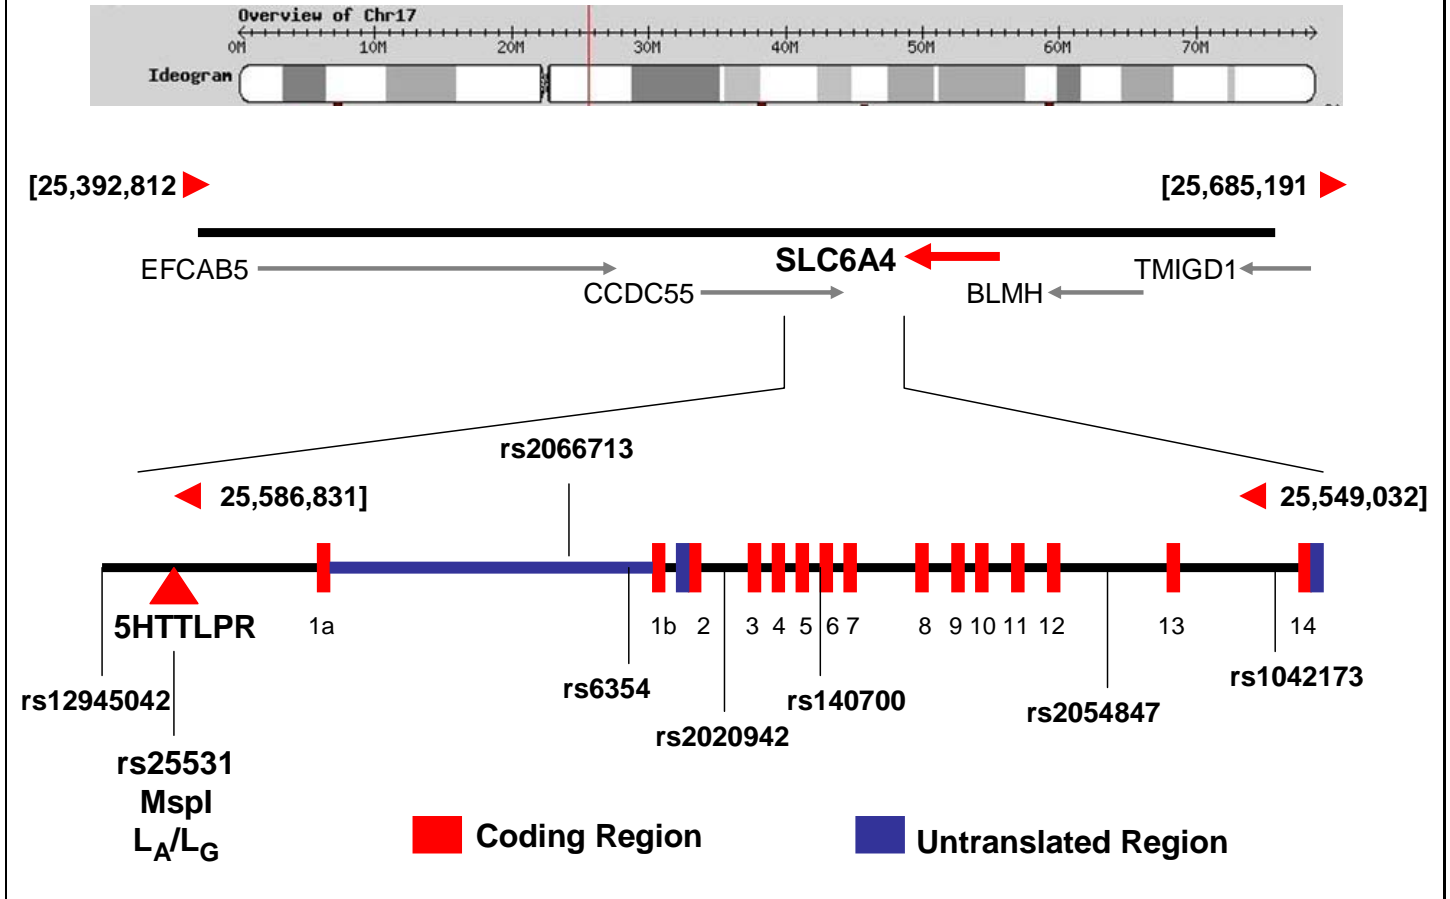 Overview of Chr17
0M 10M 20M 30M 40M 50M 60M 70M
Ideogram
[25,392,812 [25,685,191
SLC6A4
EFCAB5 TMIGD1
CCDC55 BLMH
rs2066713
25,586,831] 25,549,032]
5HTTLPR 1a 1b 2 3 4 5 6 7 8 9 10 11 12 13 14
rs12945042 rs6354 rs140700 rs1042173
rs2020942 rs2054847
rs25531
MspI
LA/LG
Coding Region Untranslated Region